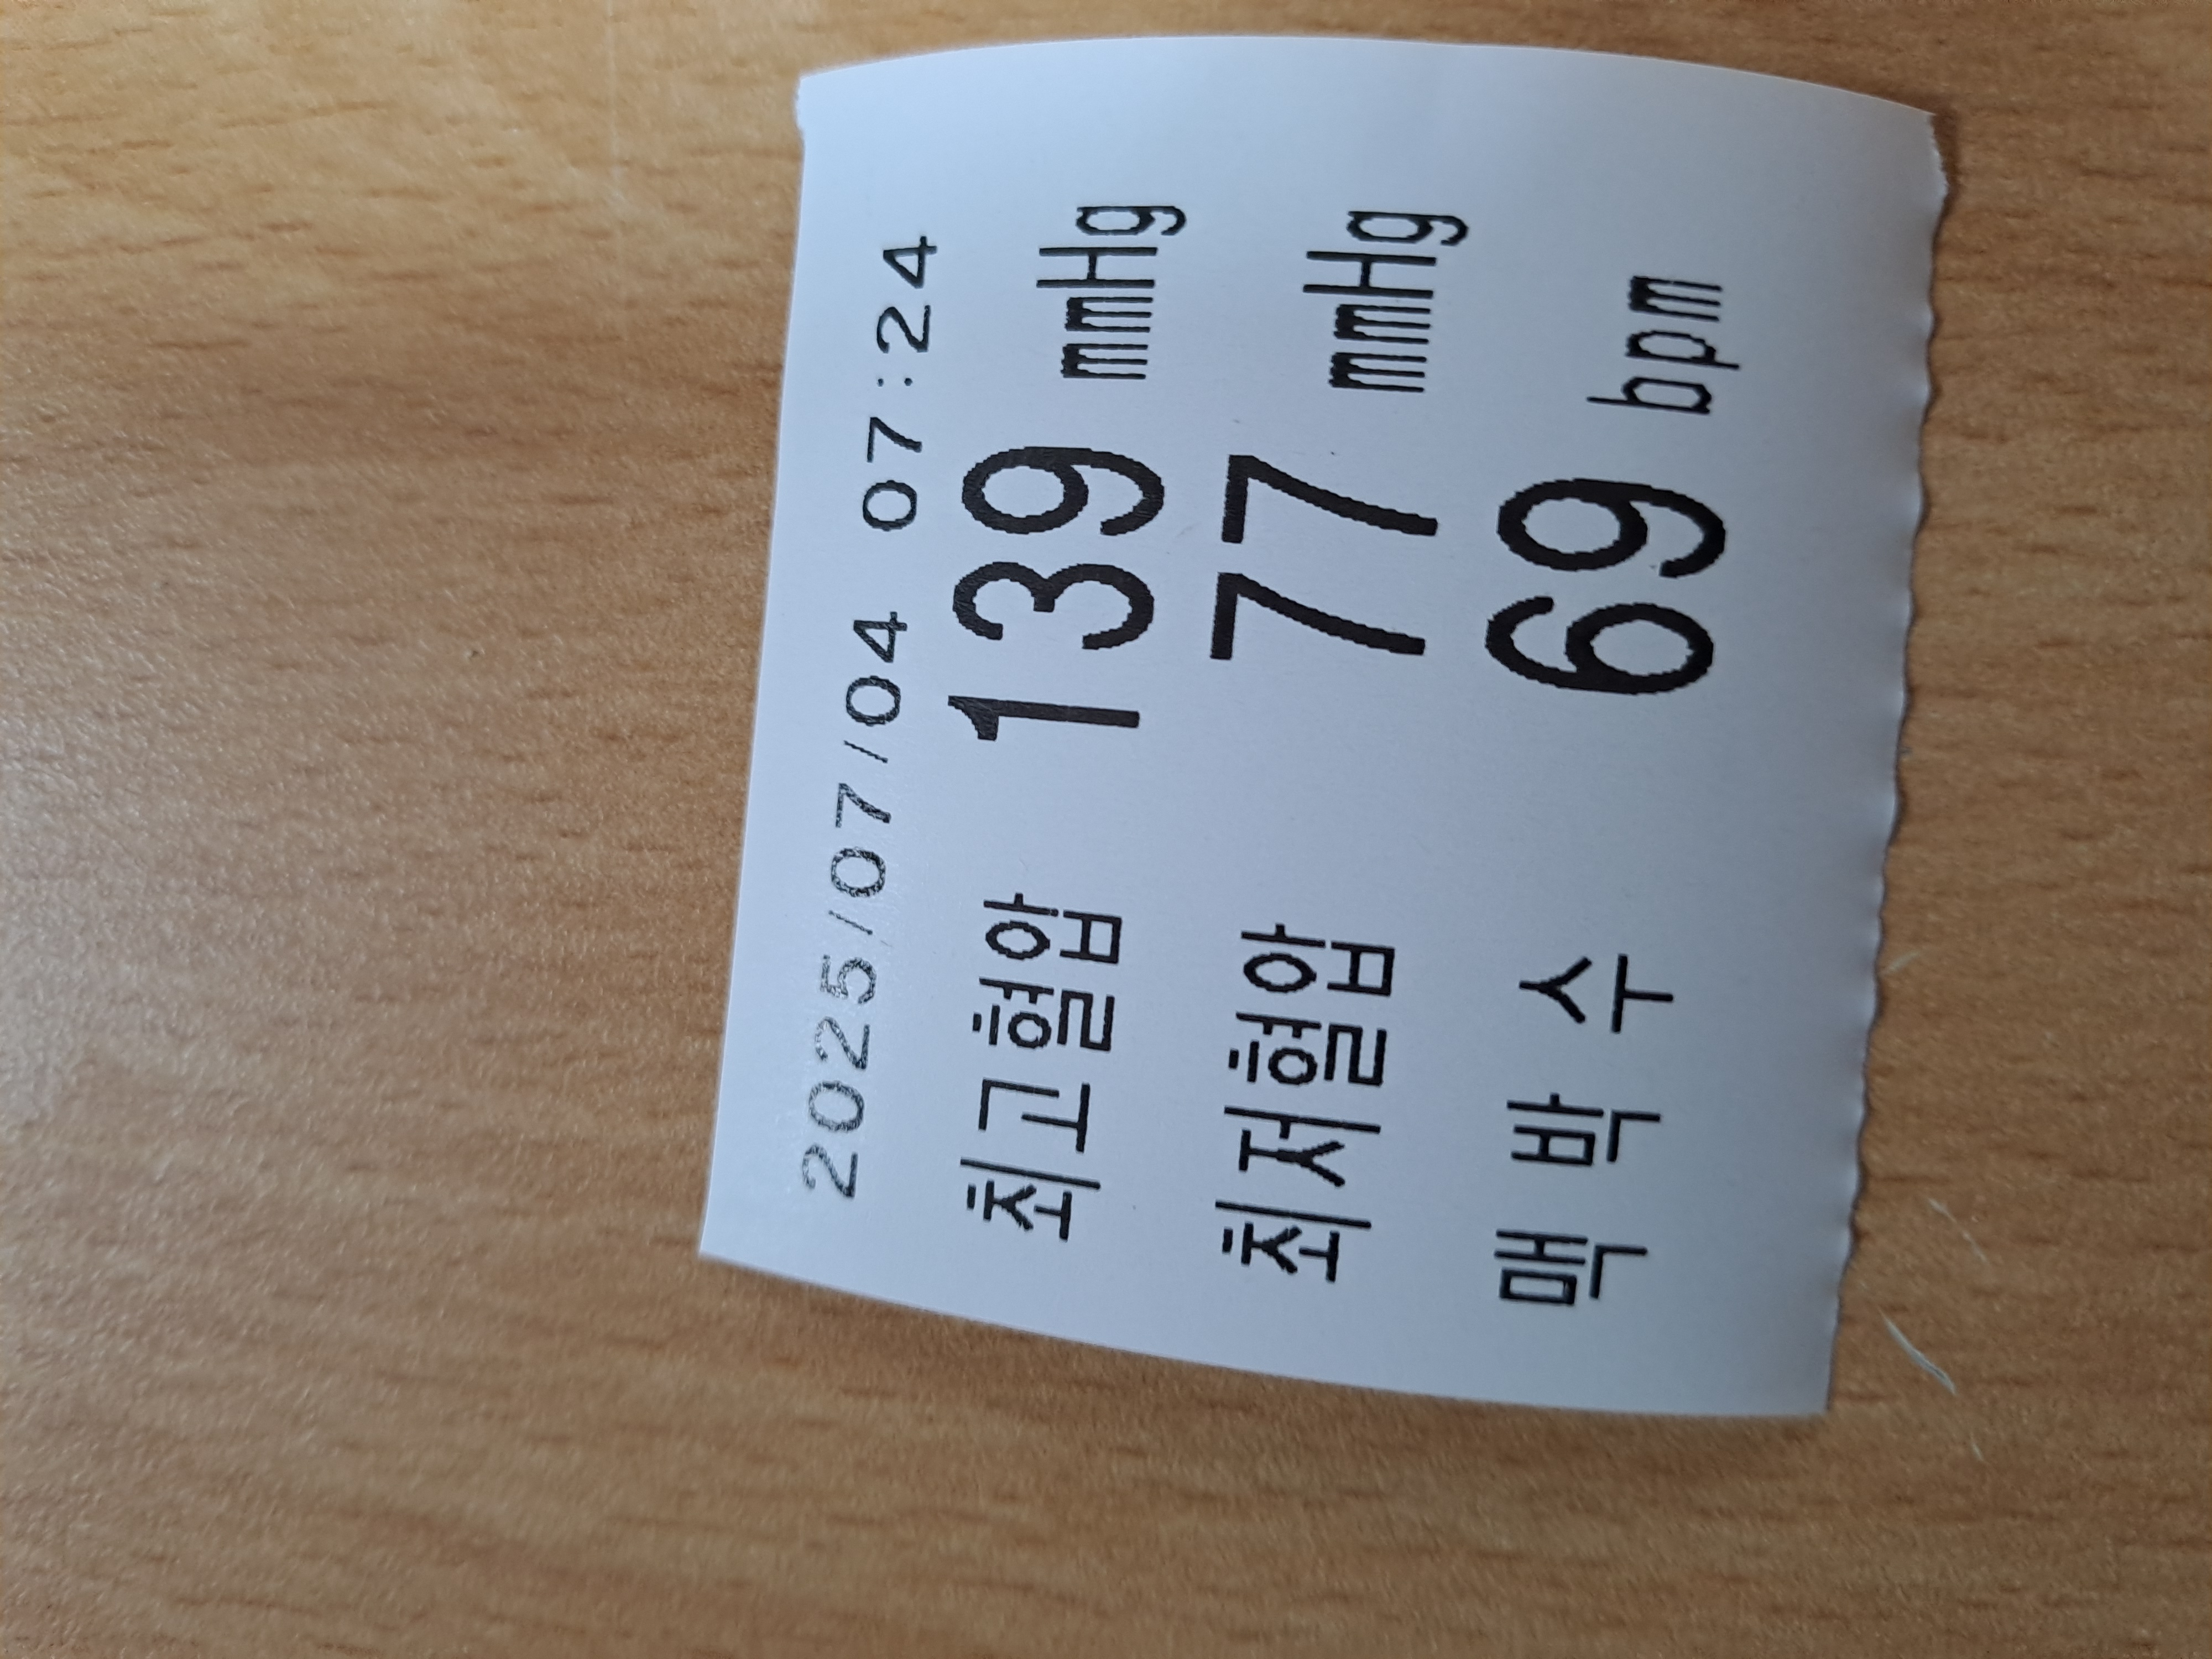 2025/07/04 07:24
최고혈압 139 mmHg
최저혈압 77 mmHg
맥 박 수 69 bpm